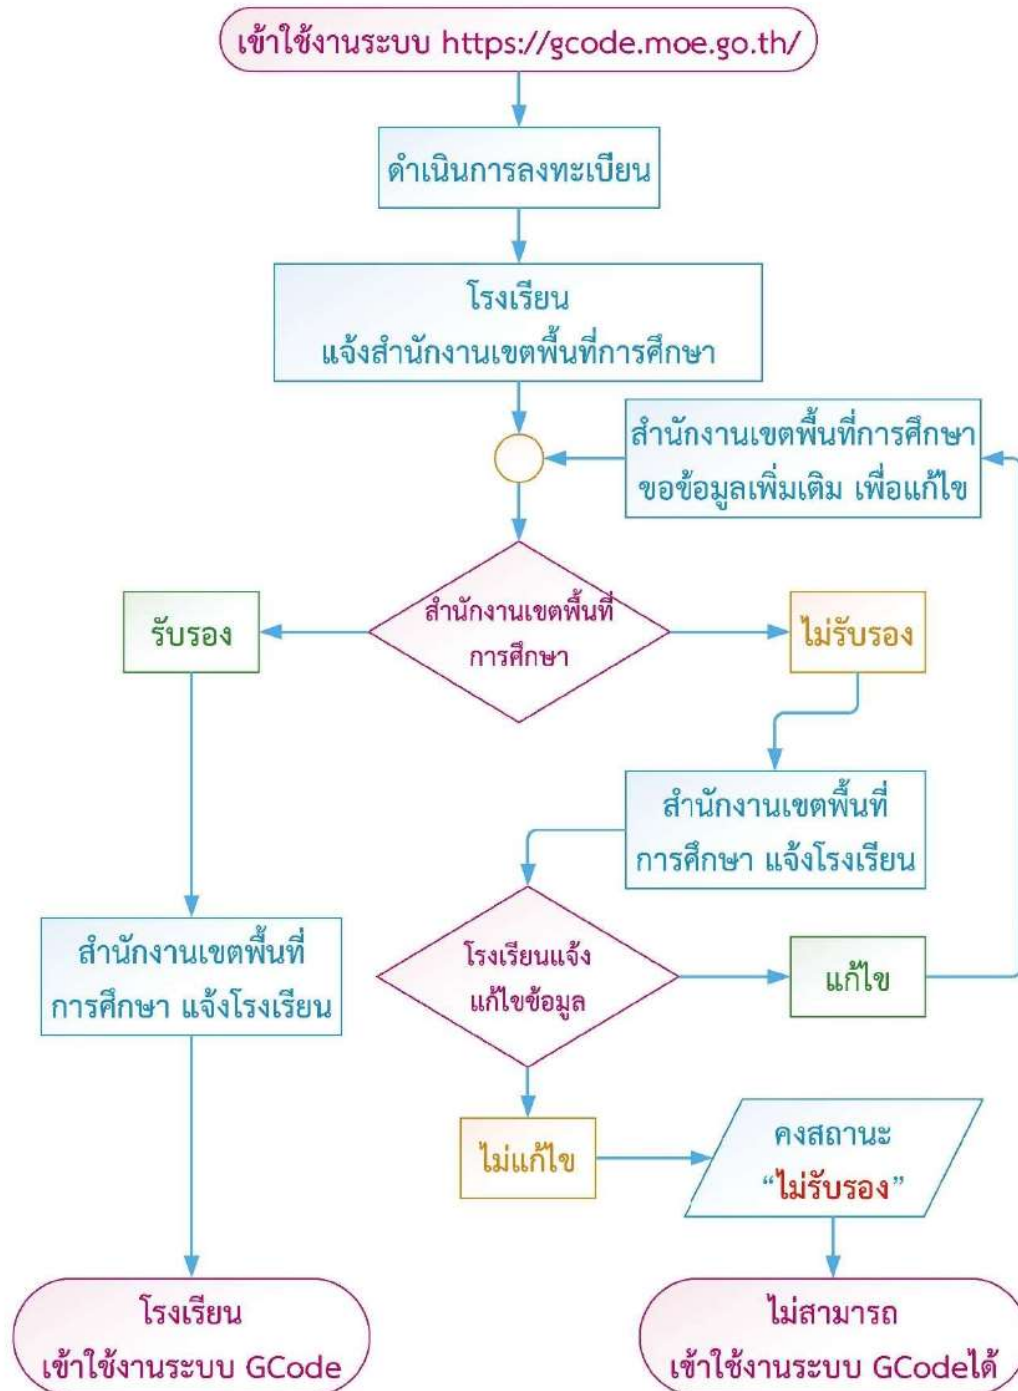 เข้าใช้งานระบบ https://gcode.moe.go.th/
ดำเนินการลงทะเบียน
โรงเรียน
แจ้งสำนักงานเขตพื้นที่การศึกษา
สำนักงานเขตพื้นที่การศึกษา
ขอข้อมูลเพิ่มเติม เพื่อแก้ไข
สำนักงานเขตพื้นที่
การศึกษา
รับรอง
ไม่รับรอง
สำนักงานเขตพื้นที่
การศึกษา แจ้งโรงเรียน
สำนักงานเขตพื้นที่
การศึกษา แจ้งโรงเรียน
โรงเรียนแจ้ง
แก้ไขข้อมูล
แก้ไข
ไม่แก้ไข
คงสถานะ
“ไม่รับรอง”
โรงเรียน
เข้าใช้งานระบบ GCode
ไม่สามารถ
เข้าใช้งานระบบ GCodeได้